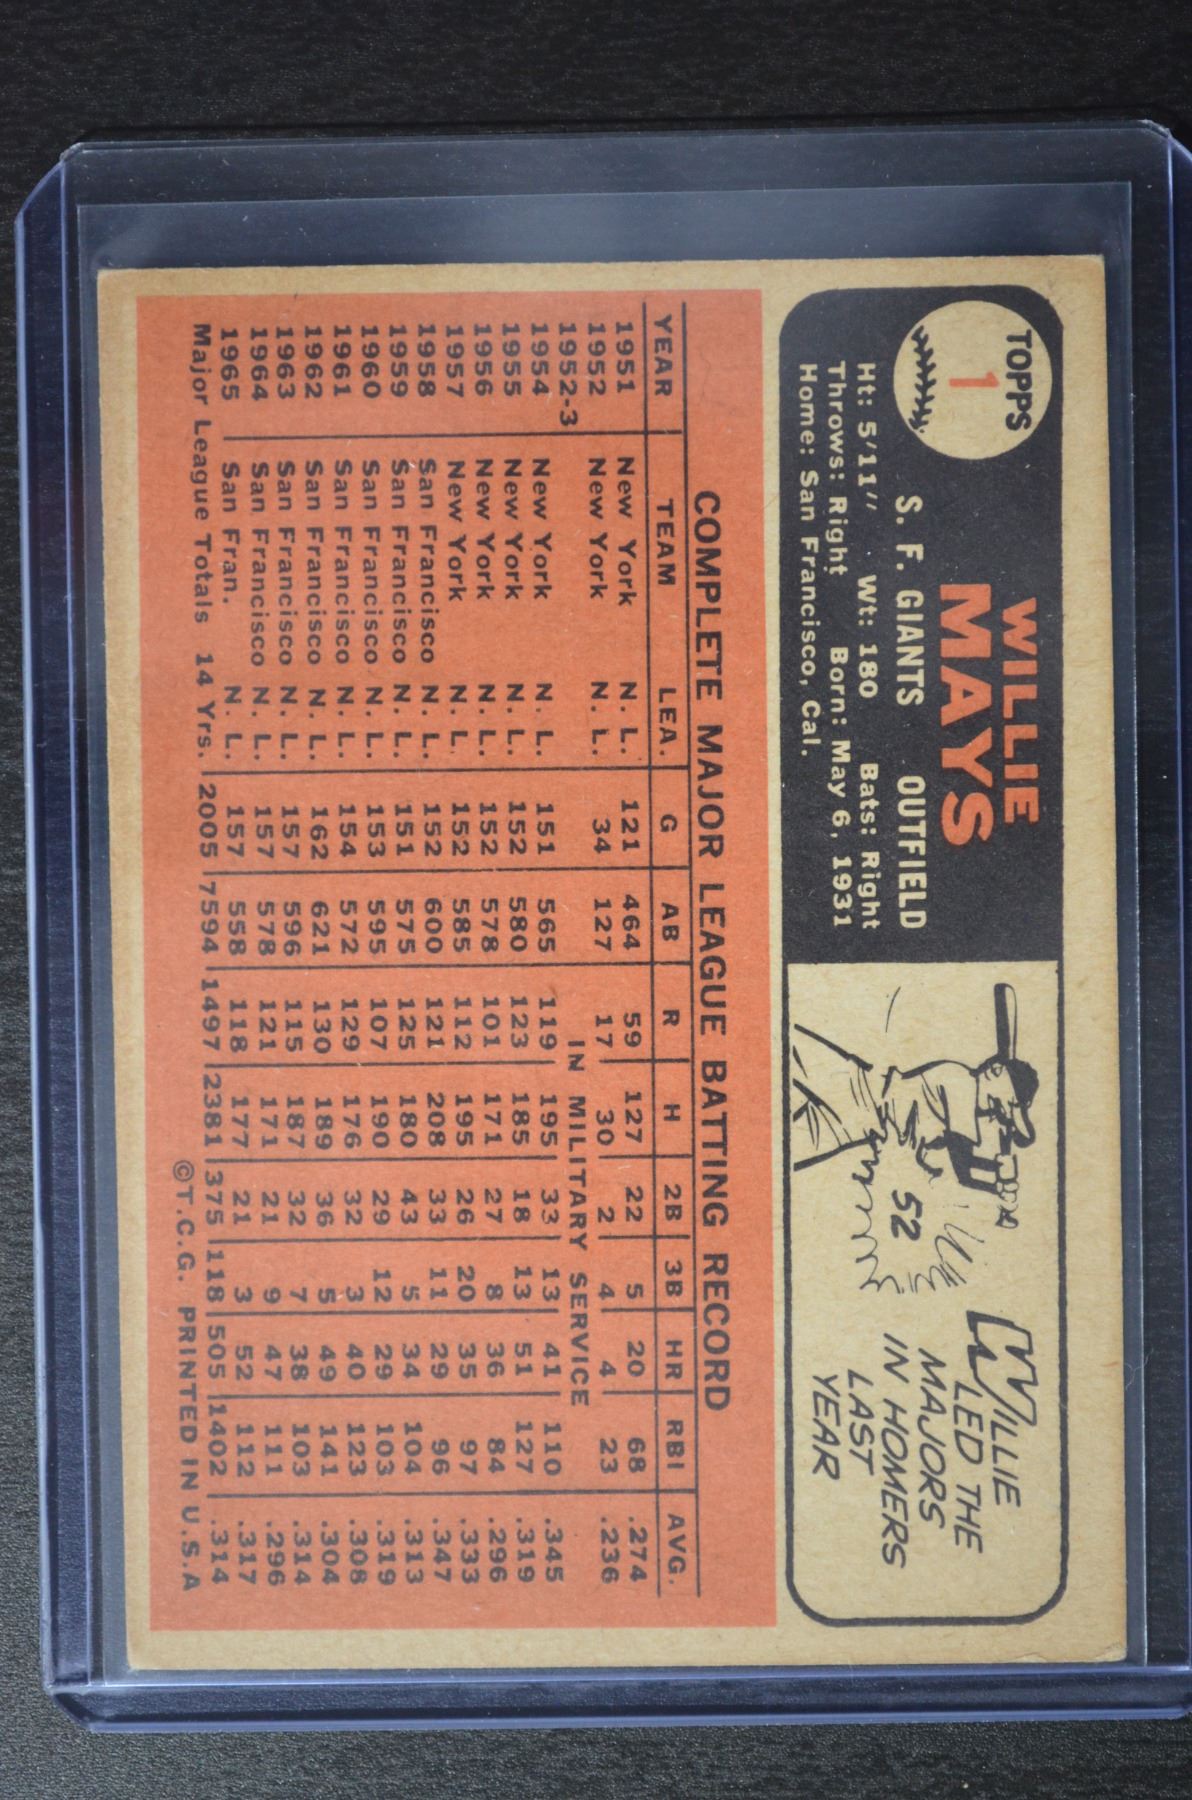 TOPPS
1
WILLIE
MAYS
S. F. GIANTS OUTFIELD
Ht: 5'11" Wt: 180 Bats: Right
Throws: Right Born: May 6, 1931
Home: San Francisco, Cal.
52
WILLIE
LED THE
MAJORS
IN HOMERS
LAST
YEAR
COMPLETE MAJOR LEAGUE BATTING RECORD
YEAR TEAM LEA. G AB R H 2B 3B HR RBI AVG.
1951 New York N. L. 121 464 59 127 22 5 20 68 .274
1952 New York N. L. 34 127 17 30 2 4 4 23 .236
1952-3 IN MILITARY SERVICE
1954 New York N. L. 151 565 119 195 33 13 41 110 .345
1955 New York N. L. 152 580 123 185 18 13 51 127 .319
1956 New York N. L. 152 578 101 171 27 8 36 84 .296
1957 New York N. L. 152 585 112 195 26 20 35 97 .333
1958 San Francisco N. L. 152 600 121 208 33 11 29 96 .347
1959 San Francisco N. L. 151 575 125 180 43 5 34 104 .313
1960 San Francisco N. L. 153 595 107 190 29 12 29 103 .319
1961 San Francisco N. L. 154 572 129 176 32 3 40 123 .308
1962 San Francisco N. L. 162 621 130 189 36 5 49 141 .304
1963 San Francisco N. L. 157 596 115 187 32 7 38 103 .314
1964 San Francisco N. L. 157 578 121 171 21 9 47 111 .296
1965 San Fran. N. L. 157 558 118 177 21 3 52 112 .317
Major League Totals 14 Yrs. 2005 7594 1497 2381 375 118 505 1402 .314
©T.C.G. PRINTED IN U.S.A